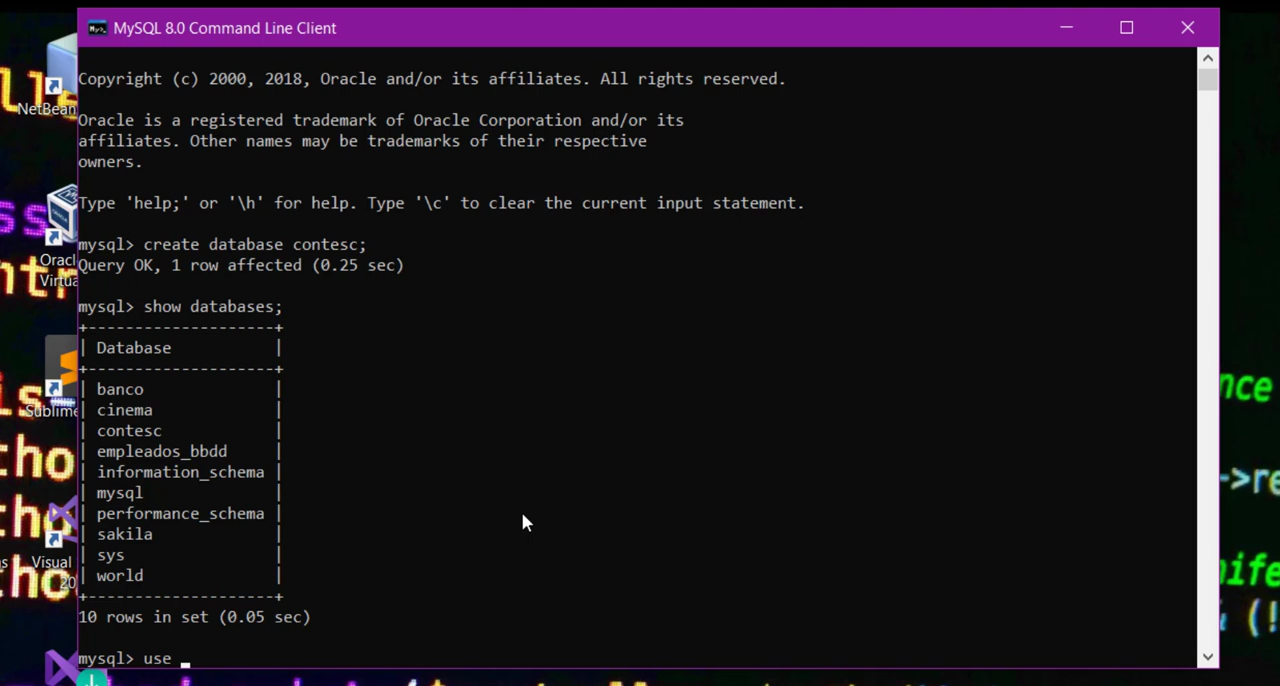 MySQL 8.0 Command Line Client
Copyright (c) 2000, 2018, Oracle and/or its affiliates. All rights reserved.
Oracle is a registered trademark of Oracle Corporation and/or its
affiliates. Other names may be trademarks of their respective
owners.
Type 'help;' or '\h' for help. Type '\c' to clear the current input statement.
mysql> create database contesc;
Query OK, 1 row affected (0.25 sec)
mysql> show databases;
+--------------------+
| Database           |
+--------------------+
| banco              |
| cinema             |
| contesc            |
| empleados_bbdd     |
| information_schema |
| mysql              |
| performance_schema |
| sakila             |
| sys                |
| world              |
+--------------------+
10 rows in set (0.05 sec)
mysql> use
NetBean
Oracl
Virtua
Sublime
Visual
20